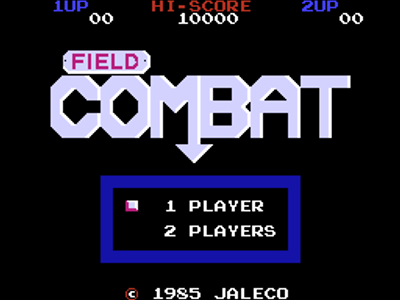 1UP HI-SCORE 2UP
00 10000 00
FIELD
COMBAT
1 PLAYER
2 PLAYERS
© 1985 JALECO